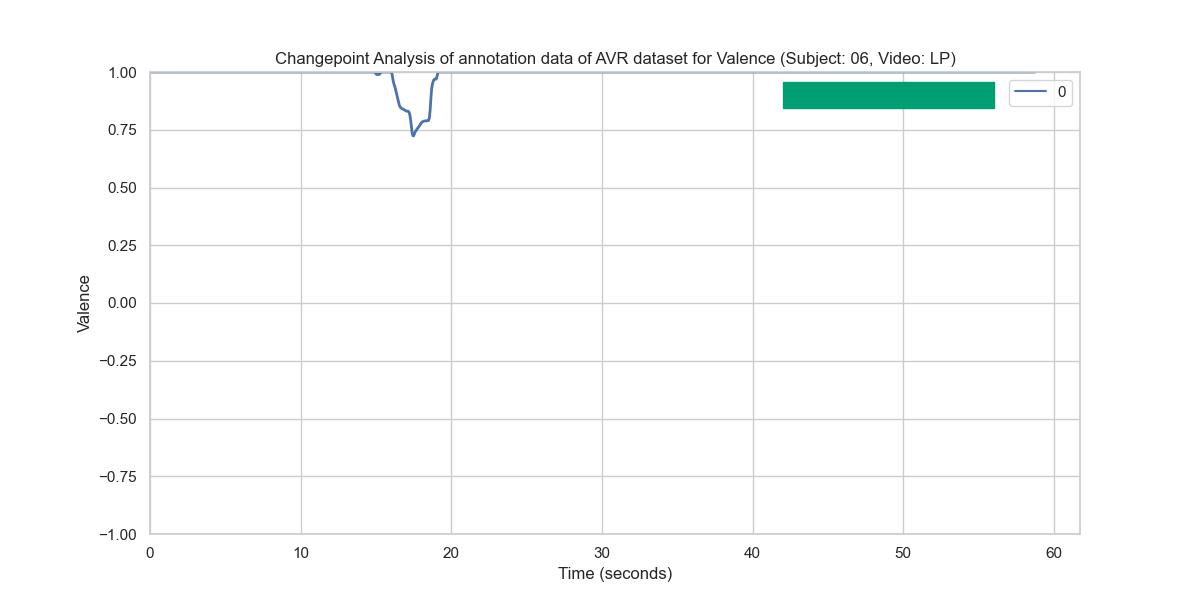 Changepoint Analysis of annotation data of AVR dataset for Valence (Subject: 06, Video: LP)
1.00
0
0.75
0.50
0.25
0.00
−0.25
−0.50
−0.75
−1.00
Valence
0 10 20 30 40 50 60
Time (seconds)